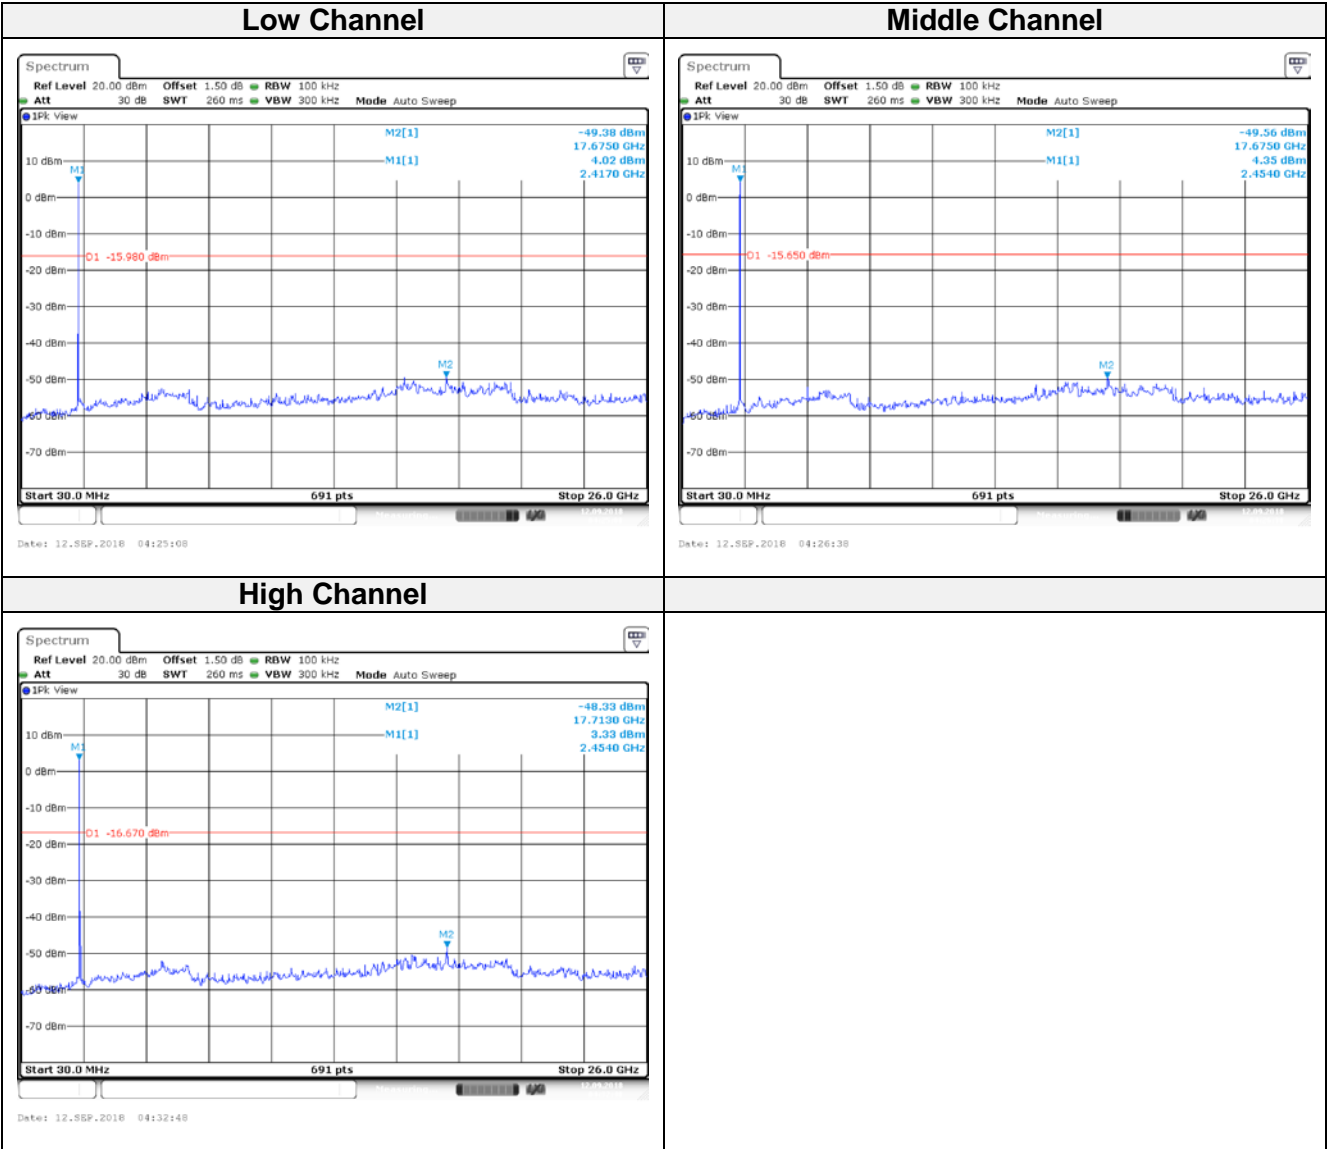 Low Channel
Middle Channel
Spectrum
Ref Level 20.00 dBm Offset 1.50 dB RBW 100 kHz
Att 30 dB SWT 260 ms VBW 300 kHz Mode Auto Sweep
1Pk View
M2[1] -49.38 dBm
17.6750 GHz
M1[1] 4.02 dBm
2.4170 GHz
10 dBm
M1
0 dBm
-10 dBm
D1 -15.980 dBm
-20 dBm
-30 dBm
-40 dBm
M2
-50 dBm
-60 dBm
-70 dBm
Start 30.0 MHz 691 pts Stop 26.0 GHz
Date: 12.SEP.2018 04:25:08
Spectrum
Ref Level 20.00 dBm Offset 1.50 dB RBW 100 kHz
Att 30 dB SWT 260 ms VBW 300 kHz Mode Auto Sweep
1Pk View
M2[1] -49.56 dBm
17.6750 GHz
M1[1] 4.35 dBm
2.4540 GHz
10 dBm
M1
0 dBm
-10 dBm
D1 -15.650 dBm
-20 dBm
-30 dBm
-40 dBm
M2
-50 dBm
-60 dBm
-70 dBm
Start 30.0 MHz 691 pts Stop 26.0 GHz
Date: 12.SEP.2018 04:26:38
High Channel
Spectrum
Ref Level 20.00 dBm Offset 1.50 dB RBW 100 kHz
Att 30 dB SWT 260 ms VBW 300 kHz Mode Auto Sweep
1Pk View
M2[1] -48.33 dBm
17.7130 GHz
M1[1] 3.33 dBm
2.4540 GHz
10 dBm
M1
0 dBm
-10 dBm
D1 -16.670 dBm
-20 dBm
-30 dBm
-40 dBm
M2
-50 dBm
-60 dBm
-70 dBm
Start 30.0 MHz 691 pts Stop 26.0 GHz
Date: 12.SEP.2018 04:32:48